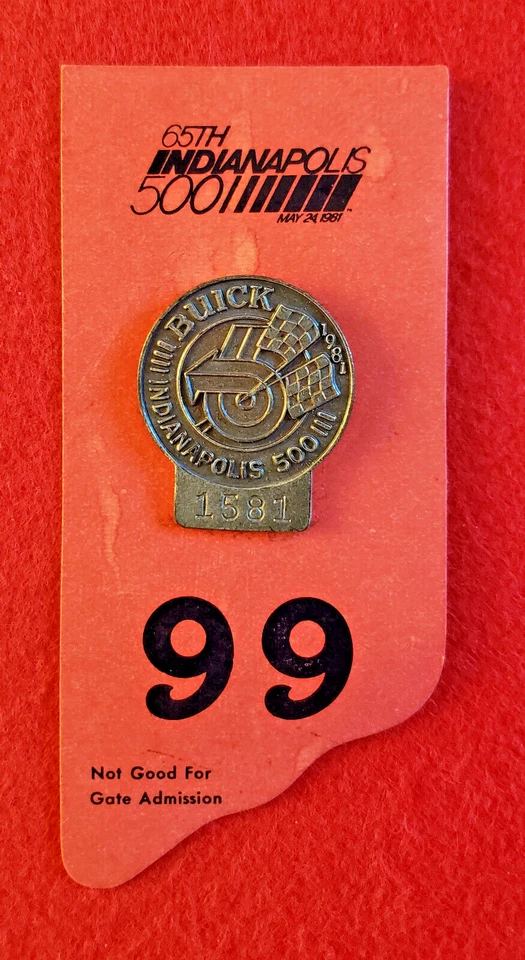 65TH
INDIANAPOLIS
500
MAY 24, 1981
BUICK
1981
INDIANAPOLIS 500
1581
99
Not Good For
Gate Admission